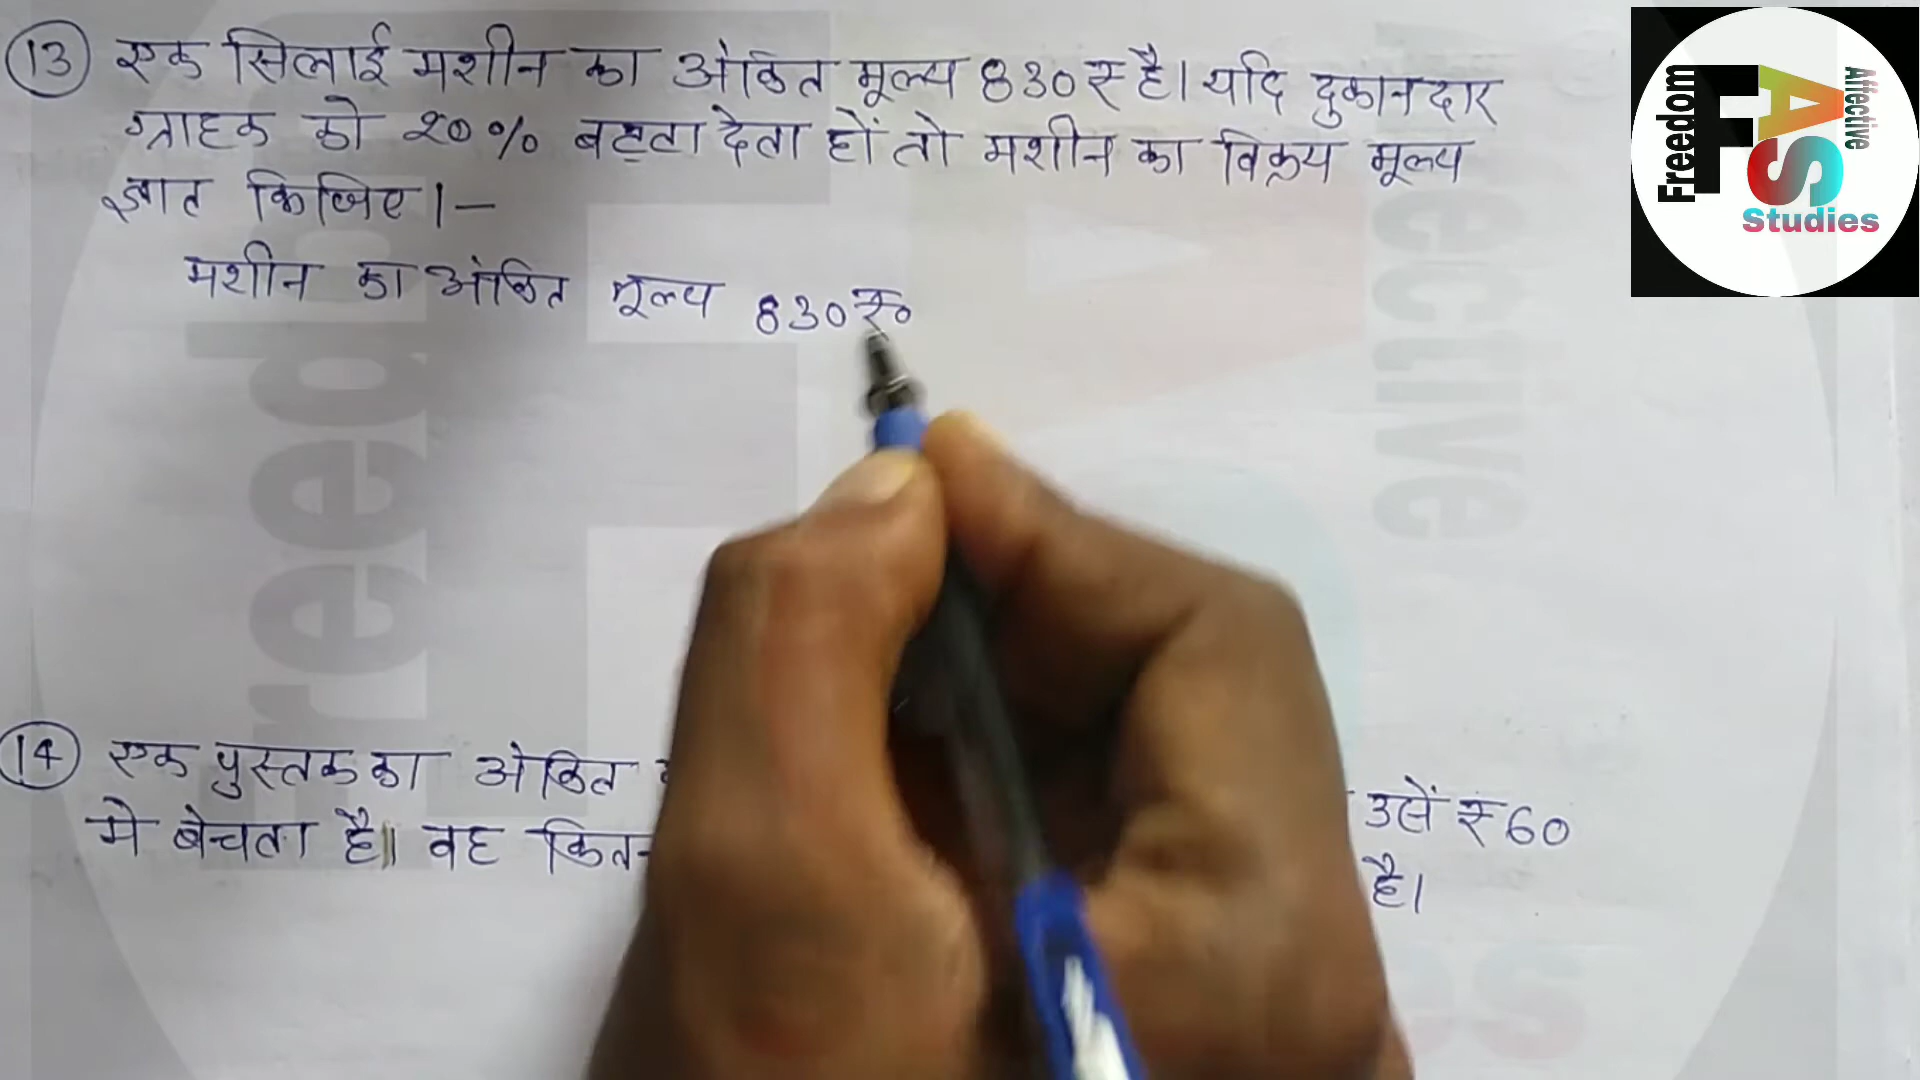 13 एक सिलाई मशीन का अंकित मूल्य 830 ₹ है। यदि दुकानदार
ग्राहक को 20% बट्टा देता हों तो मशीन का विक्रय मूल्य
ज्ञात किजिए।-
मशीन का अंकित मूल्य 830 रू०
14 एक पुस्तक का अंकित उसें ₹ 60
मे बेचता है। वह है।
Freedom
F
AS
Affective
Studies